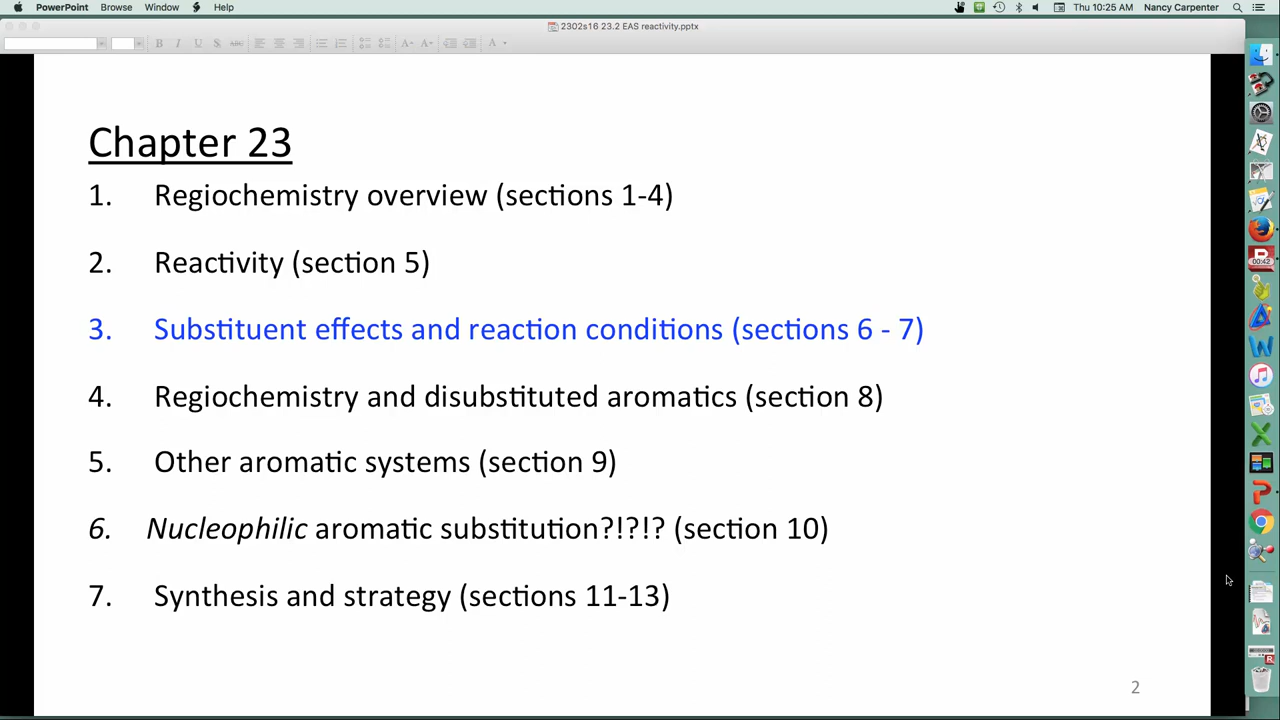 PowerPoint Browse Window Help Thu 10:25 AM Nancy Carpenter
2302s16 23.2 EAS reactivity.pptx
Chapter 23
1. Regiochemistry overview (sections 1-4)
2. Reactivity (section 5)
3. Substituent effects and reaction conditions (sections 6 - 7)
4. Regiochemistry and disubstituted aromatics (section 8)
5. Other aromatic systems (section 9)
6. Nucleophilic aromatic substitution?!?!? (section 10)
7. Synthesis and strategy (sections 11-13)
2
00:42